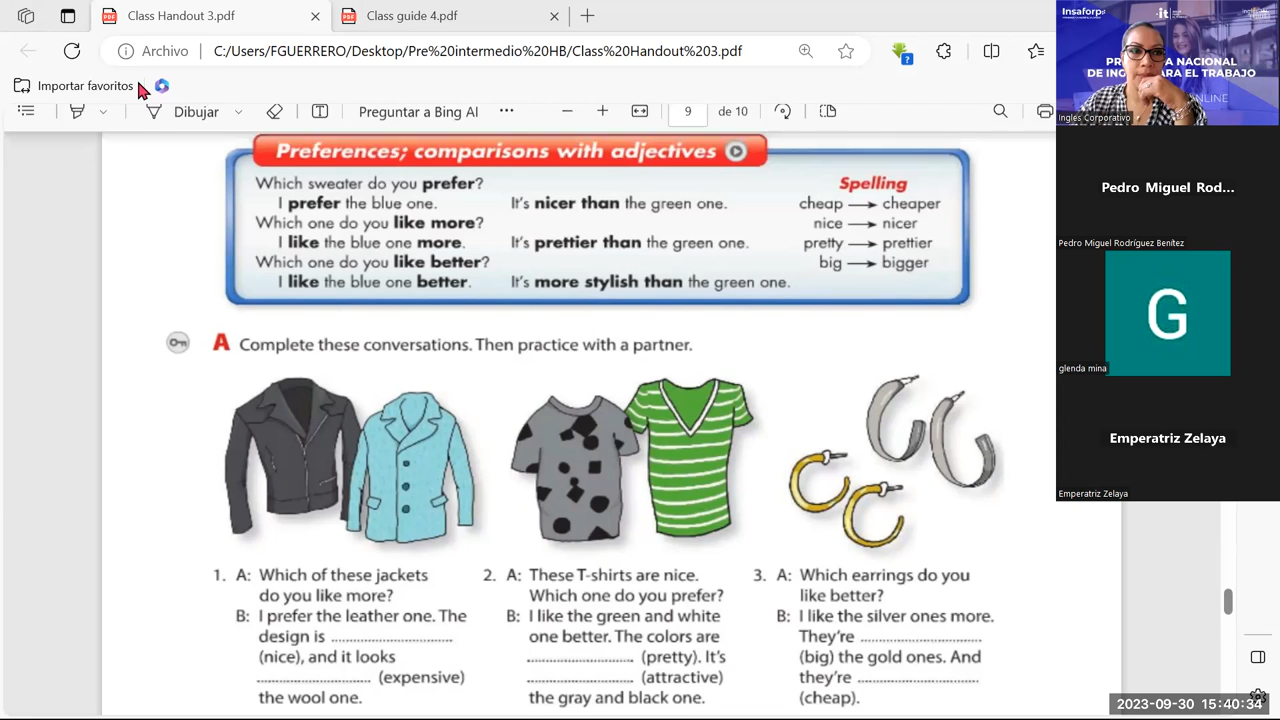 Class Handout 3.pdf
guide 4.pdf
Archivo
C:/Users/FGUERRERO/Desktop/Pre%20intermedio%20HB/Class%20Handout%203.pdf
Importar favoritos
Dibujar
Preguntar a Bing AI
9
de 10
Preferences; comparisons with adjectives
Which sweater do you prefer?
I prefer the blue one.
It's nicer than the green one.
Which one do you like more?
I like the blue one more.
It's prettier than the green one.
Which one do you like better?
I like the blue one better.
It's more stylish than the green one.
Spelling
cheap → cheaper
nice → nicer
pretty → prettier
big → bigger
A Complete these conversations. Then practice with a partner.
1. A: Which of these jackets
do you like more?
B: I prefer the leather one. The
design is ........................
(nice), and it looks
........................ (expensive)
the wool one.
2. A: These T-shirts are nice.
Which one do you prefer?
B: I like the green and white
one better. The colors are
........................ (pretty). It's
........................ (attractive)
the gray and black one.
3. A: Which earrings do you
like better?
B: I like the silver ones more.
They're ........................
(big) the gold ones. And
they're ........................
(cheap).
Insaforp
NACIONAL
DE ARA EL TRABAJO
ONLINE
Inglés Corporativo
Pedro Miguel Rod...
Pedro Miguel Rodríguez Benítez
G
glenda mina
Emperatriz Zelaya
Emperatriz Zelaya
2023-09-30 15:40:34